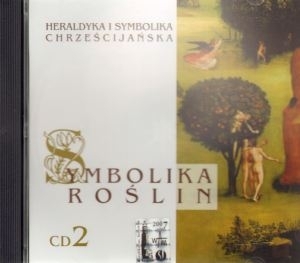 HERALDYKA I SYMBOLIKA
CHRZEŚCIJAŃSKA
SYMBOLIKA
ROŚLIN
CD2